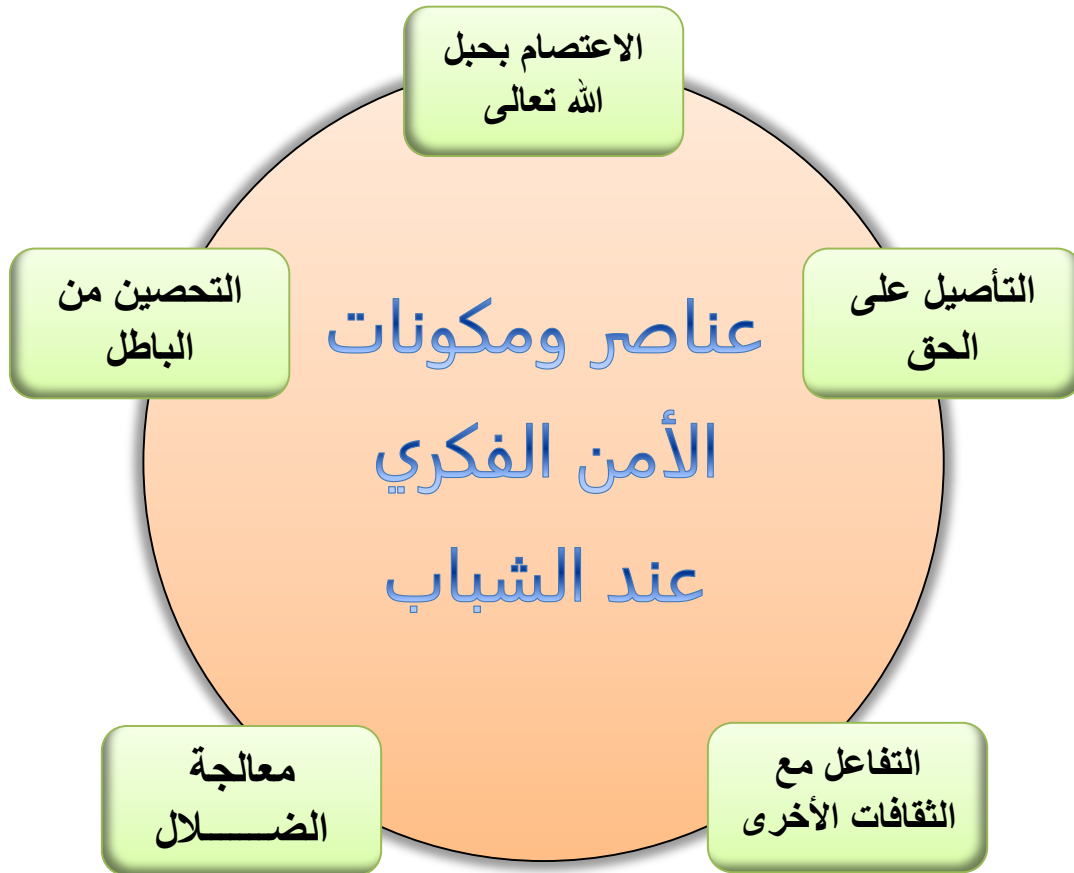 الاعتصام بحبل
الله تعالى
التأصيل على
الحق
التحصين من
الباطل
عناصر ومكونات
الأمن الفكري
عند الشباب
التفاعل مع
الثقافات الأخرى
معالجة
الضـــــــلال